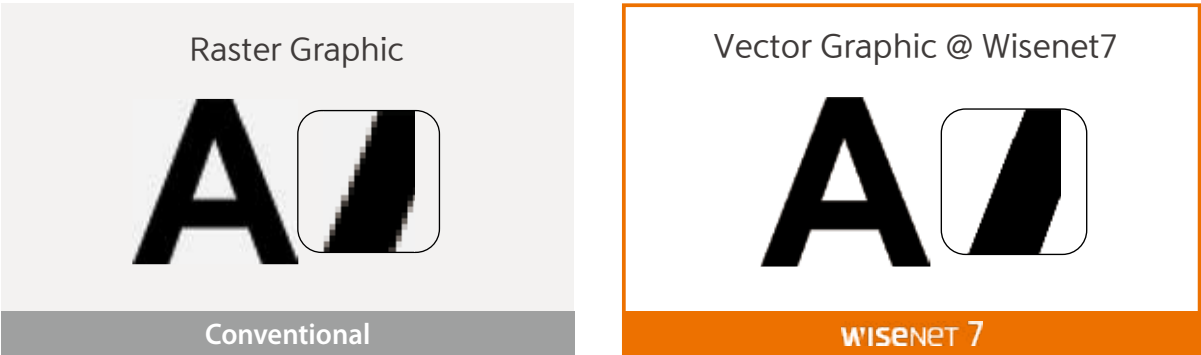 Raster Graphic
A
Conventional
Vector Graphic @ Wisenet7
A
WISENET 7